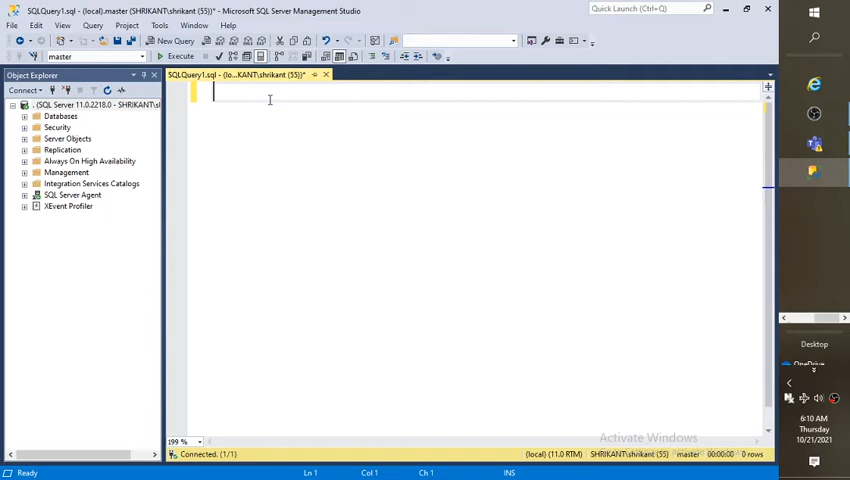 SQLQuery1.sql - (local).master (SHRIKANT\shrikant (55))* - Microsoft SQL Server Management Studio
Quick Launch (Ctrl+Q)
File Edit View Query Project Tools Window Help
New Query
master
Execute
Object Explorer
SQLQuery1.sql - (lo...KANT\shrikant (55))*
Connect
. (SQL Server 11.0.2218.0 - SHRIKANT\sl
Databases
Security
Server Objects
Replication
Always On High Availability
Management
Integration Services Catalogs
SQL Server Agent
XEvent Profiler
199 %
Connected. (1/1)
(local) (11.0 RTM)
SHRIKANT\shrikant (55)
master
00:00:00
0 rows
Activate Windows
Ready
Ln 1
Col 1
Ch 1
INS
Desktop
OneDrive
6:10 AM
Thursday
10/21/2021